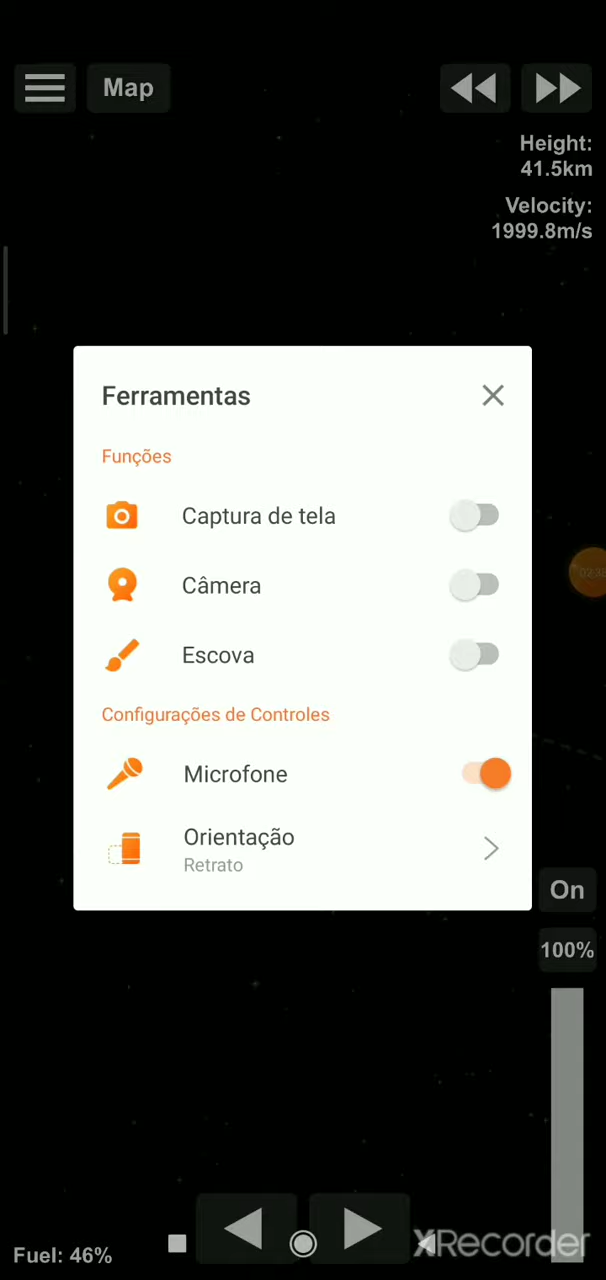 Map
Height:
41.5km
Velocity:
1999.8m/s
Ferramentas
Funções
Captura de tela
Câmera
Escova
Configurações de Controles
Microfone
Orientação
Retrato
On
100%
Fuel: 46%
XRecorder